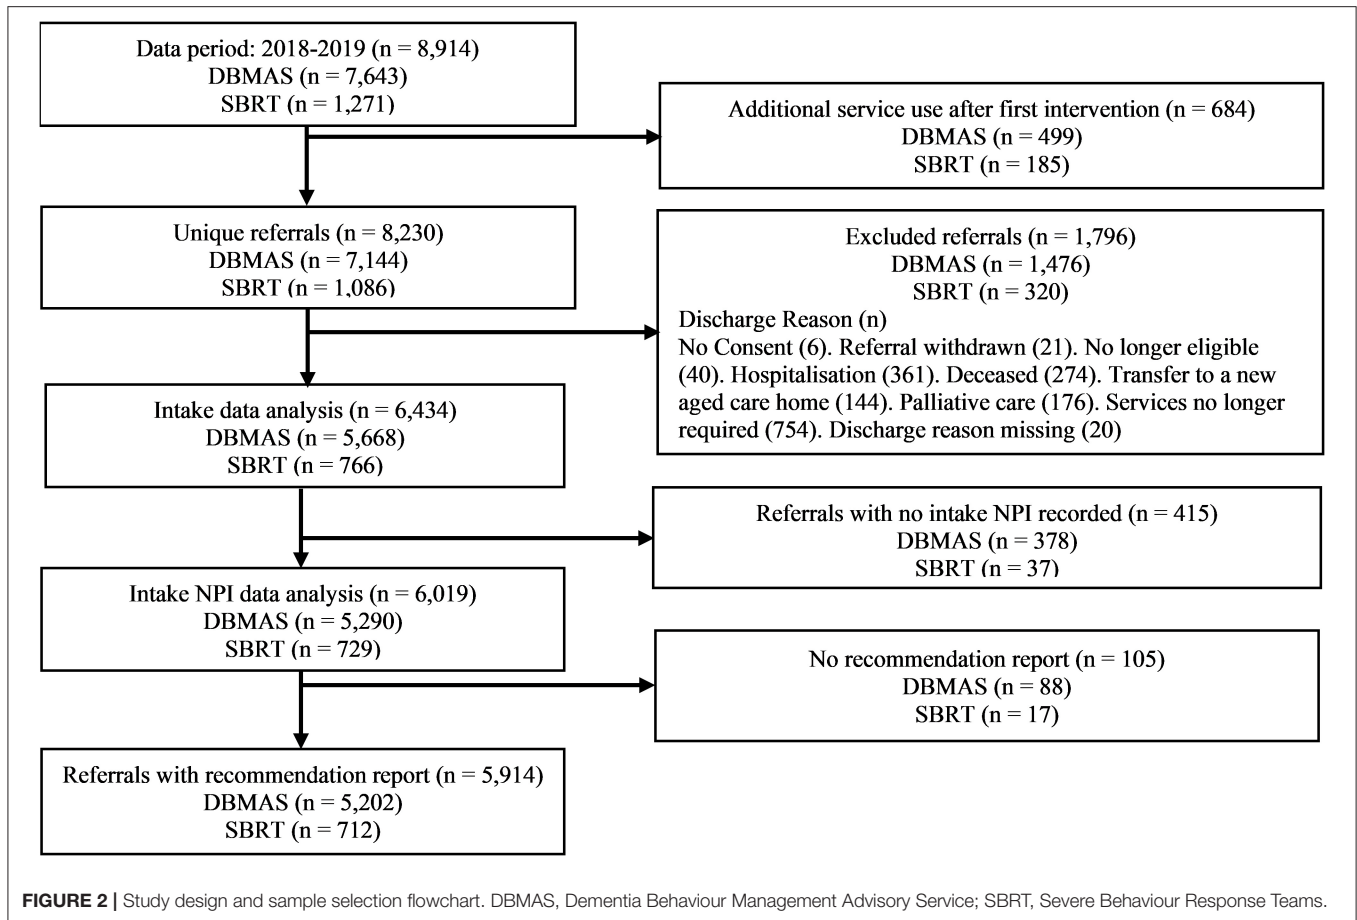 Data period: 2018-2019 (n = 8,914)
DBMAS (n = 7,643)
SBRT (n = 1,271)
Additional service use after first intervention (n = 684)
DBMAS (n = 499)
SBRT (n = 185)
Unique referrals (n = 8,230)
DBMAS (n = 7,144)
SBRT (n = 1,086)
Excluded referrals (n = 1,796)
DBMAS (n = 1,476)
SBRT (n = 320)
Discharge Reason (n)
No Consent (6). Referral withdrawn (21). No longer eligible
(40). Hospitalisation (361). Deceased (274). Transfer to a new
aged care home (144). Palliative care (176). Services no longer
required (754). Discharge reason missing (20)
Intake data analysis (n = 6,434)
DBMAS (n = 5,668)
SBRT (n = 766)
Referrals with no intake NPI recorded (n = 415)
DBMAS (n = 378)
SBRT (n = 37)
Intake NPI data analysis (n = 6,019)
DBMAS (n = 5,290)
SBRT (n = 729)
No recommendation report (n = 105)
DBMAS (n = 88)
SBRT (n = 17)
Referrals with recommendation report (n = 5,914)
DBMAS (n = 5,202)
SBRT (n = 712)
FIGURE 2 | Study design and sample selection flowchart. DBMAS, Dementia Behaviour Management Advisory Service; SBRT, Severe Behaviour Response Teams.